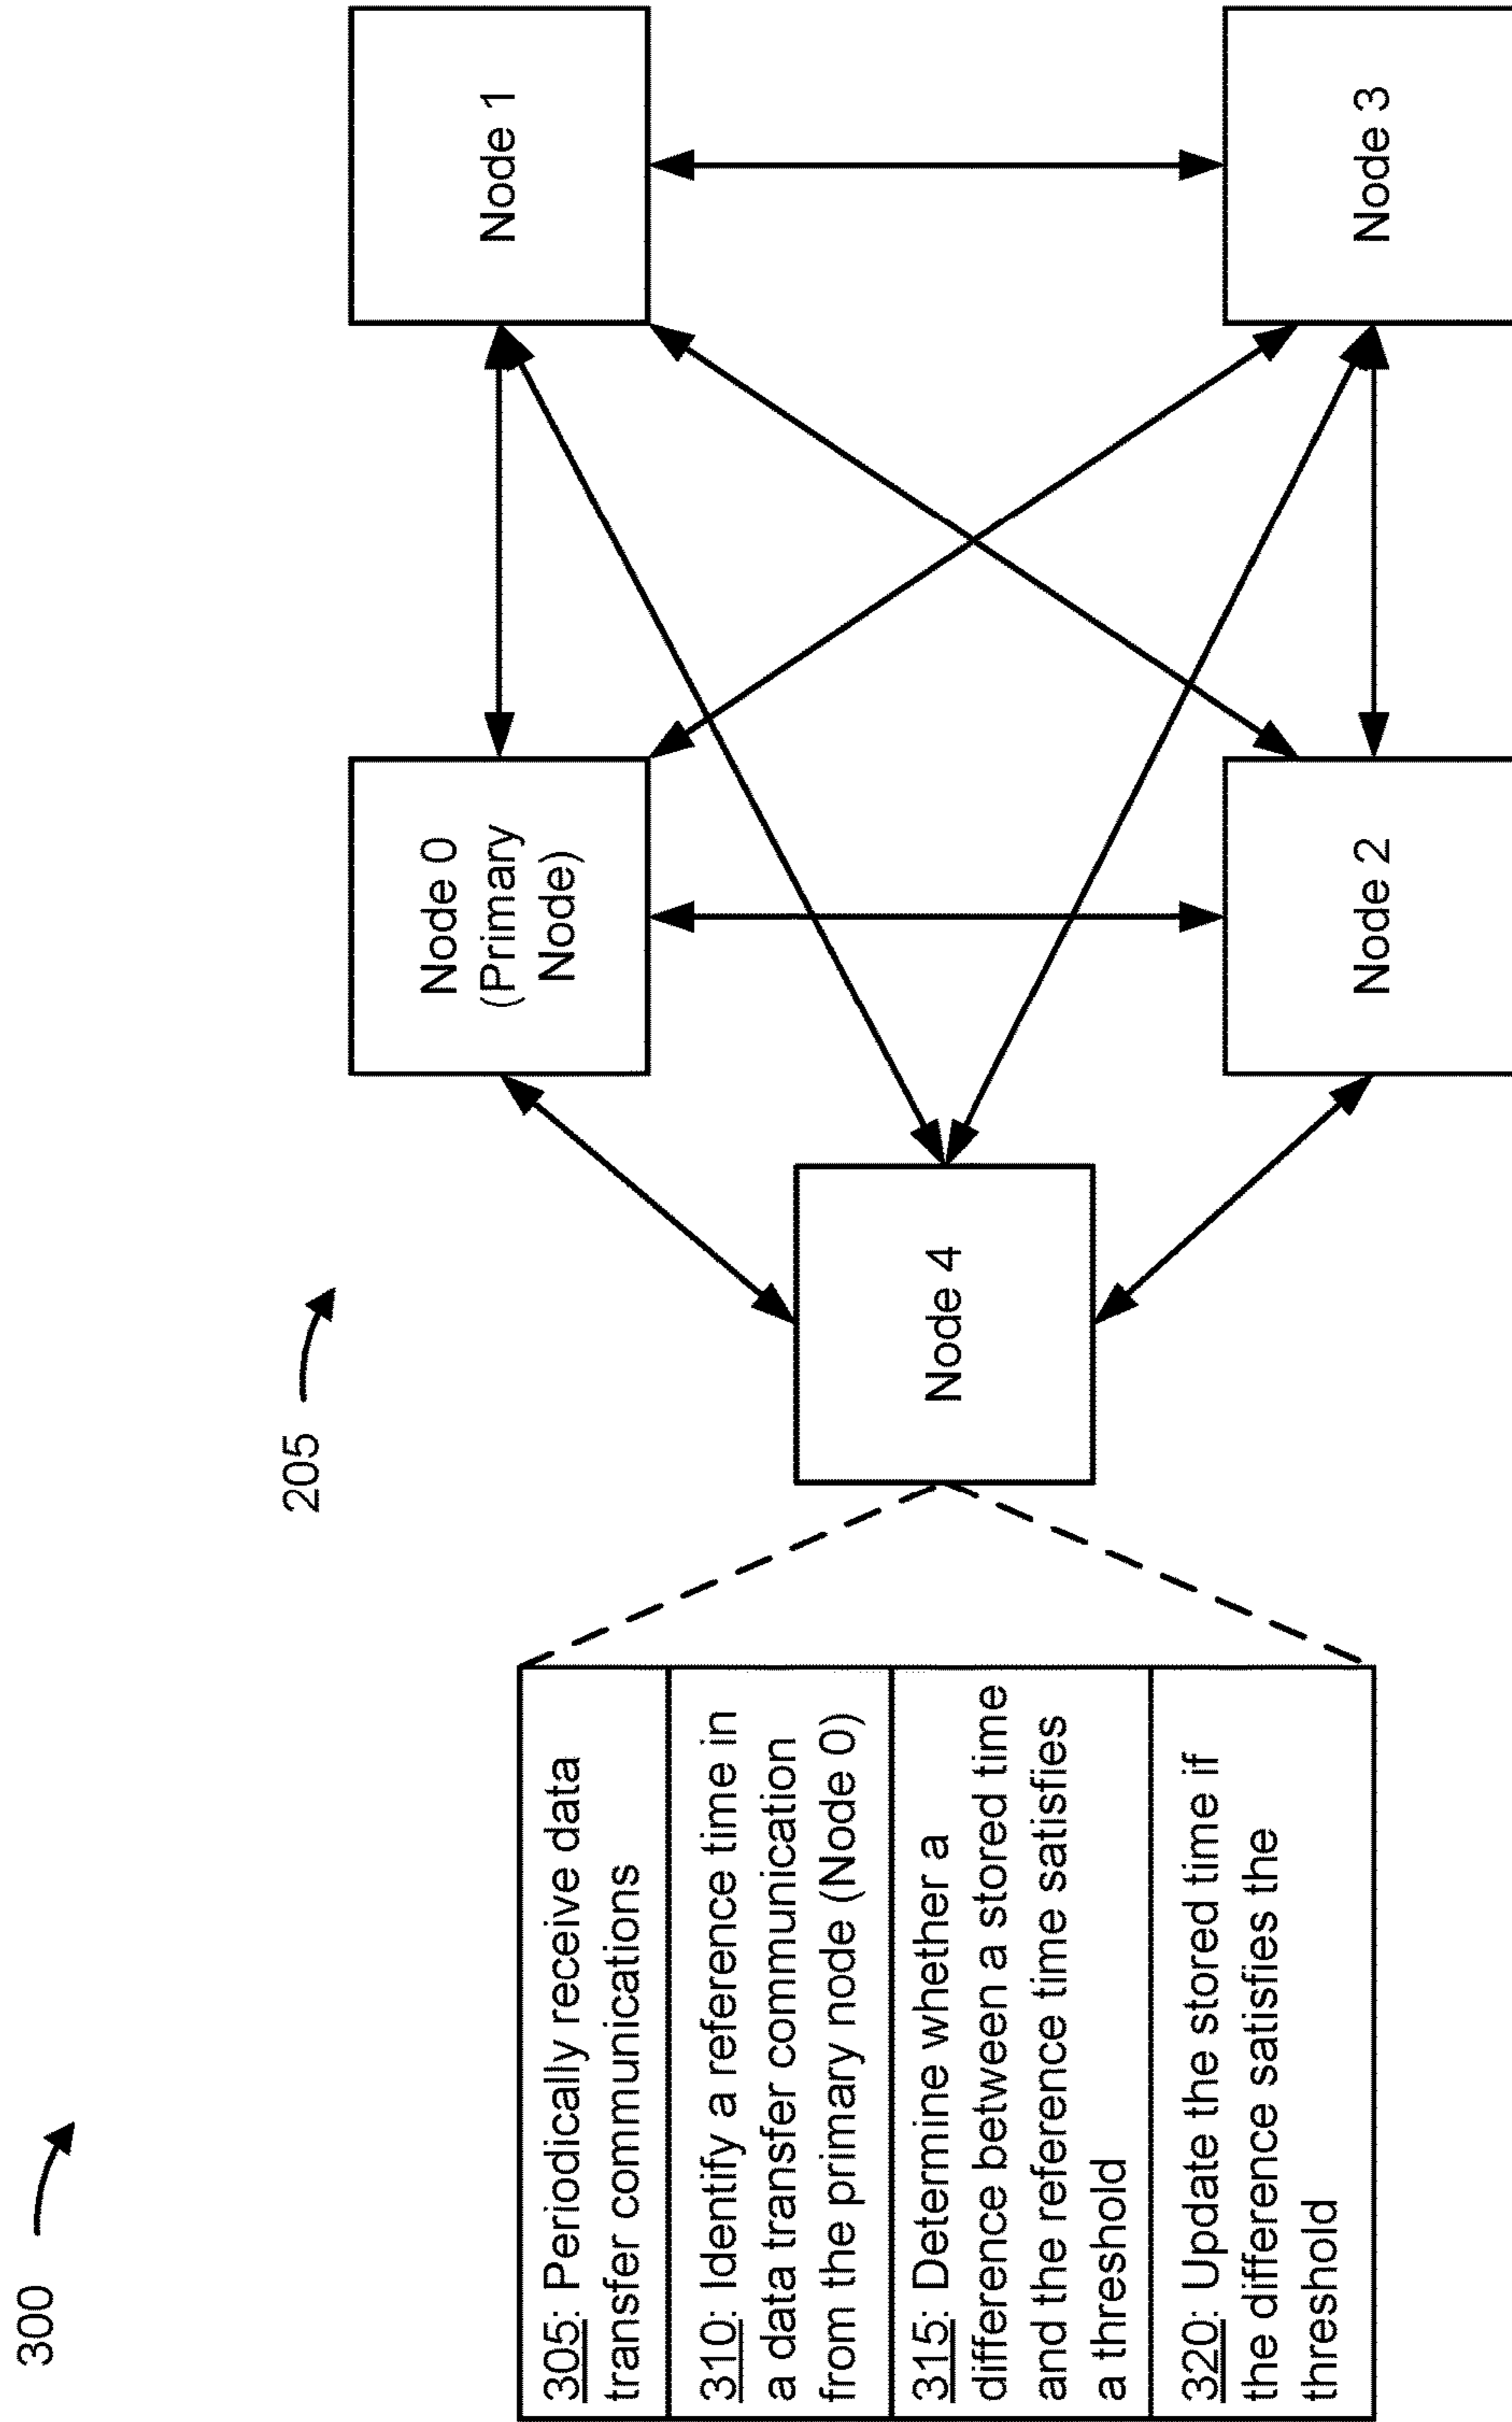 300
205
305: Periodically receive data
transfer communications
310: Identify a reference time in
a data transfer communication
from the primary node (Node 0)
315: Determine whether a
difference between a stored time
and the reference time satisfies
a threshold
320: Update the stored time if
the difference satisfies the
threshold
Node 4
Node 0
(Primary
Node)
Node 1
Node 2
Node 3